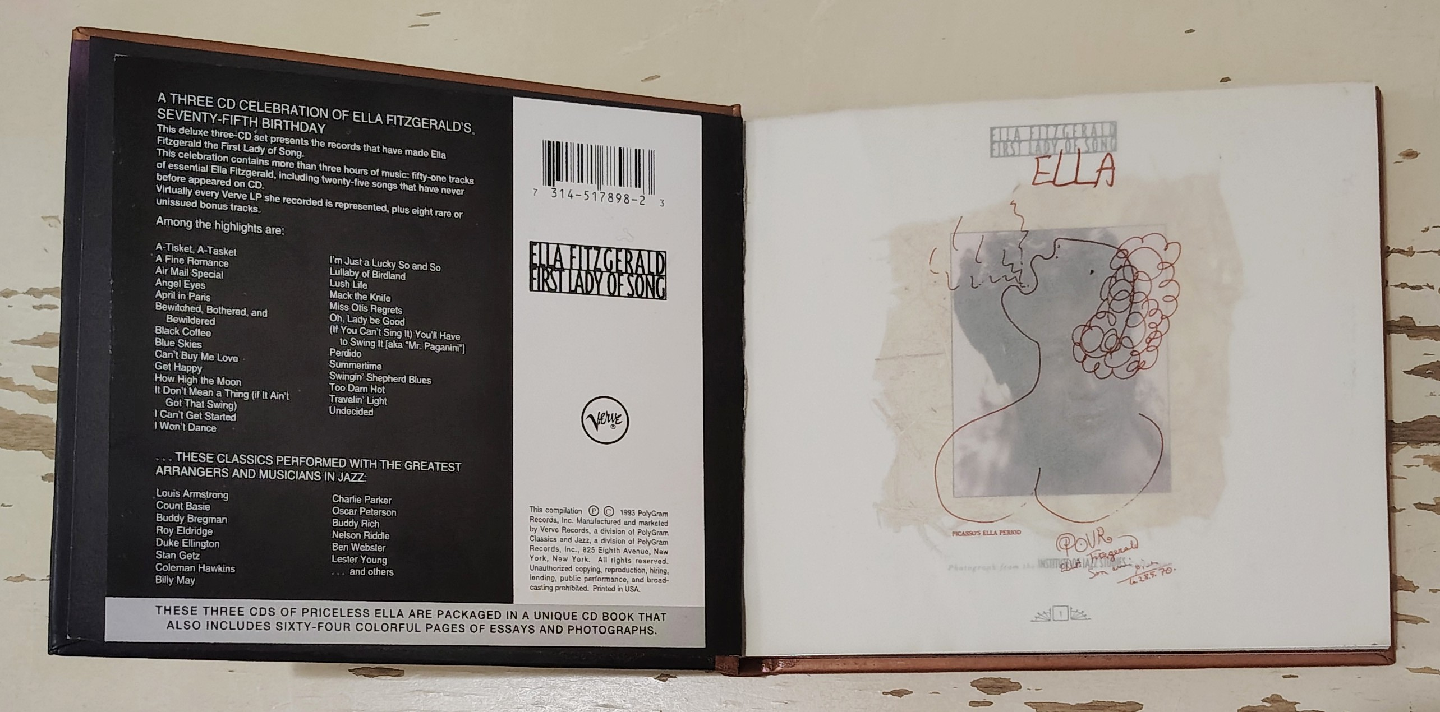 A THREE CD CELEBRATION OF ELLA FITZGERALD'S
SEVENTY-FIFTH BIRTHDAY
This deluxe three-CD set presents the records that have made Ella
Fitzgerald the First Lady of Song.
This celebration contains more than three hours of music: fifty-one tracks
of essential Ella Fitzgerald, including twenty-five songs that have never
before appeared on CD.
Virtually every Verve LP she recorded is represented, plus eight rare or
unissued bonus tracks.
Among the highlights are:
A-Tisket, A-Tasket
A Fine Romance
Air Mail Special
Angel Eyes
April in Paris
Bewitched, Bothered, and
Bewildered
Black Coffee
Blue Skies
Can't Buy Me Love
Get Happy
How High the Moon
It Don't Mean a Thing (if It Ain't
Got That Swing)
I Can't Get Started
I Won't Dance
I'm Just a Lucky So and So
Lullaby of Birdland
Lush Life
Mack the Knife
Miss Otis Regrets
Oh, Lady be Good
(If You Can't Sing It) You'll Have
to Swing It [aka "Mr. Paganini"]
Perdido
Summertime
Swingin' Shepherd Blues
Too Darn Hot
Travelin' Light
Undecided
. . . THESE CLASSICS PERFORMED WITH THE GREATEST
ARRANGERS AND MUSICIANS IN JAZZ:
Louis Armstrong
Count Basie
Buddy Bregman
Roy Eldridge
Duke Ellington
Stan Getz
Coleman Hawkins
Billy May
Charlie Parker
Oscar Peterson
Buddy Rich
Nelson Riddle
Ben Webster
Lester Young
. . . and others
7 314-517898-2 3
ELLA FITZGERALD
FIRST LADY OF SONG
Verve
This compilation Ⓟ © 1993 PolyGram
Records, Inc. Manufactured and marketed
by Verve Records, a division of PolyGram
Classics and Jazz, a division of PolyGram
Records, Inc., 825 Eighth Avenue, New
York, New York. All rights reserved.
Unauthorized copying, reproduction, hiring,
lending, public performance, and broad-
casting prohibited. Printed in USA.
THESE THREE CDS OF PRICELESS ELLA ARE PACKAGED IN A UNIQUE CD BOOK THAT
ALSO INCLUDES SIXTY-FOUR COLORFUL PAGES OF ESSAYS AND PHOTOGRAPHS.
ELLA FITZGERALD
FIRST LADY OF SONG
ELLA
PICASSO'S ELLA PERIOD
POUR
Ella Fitzgerald
Son
Photograph from the INSTITUTE OF JAZZ STUDIES
1